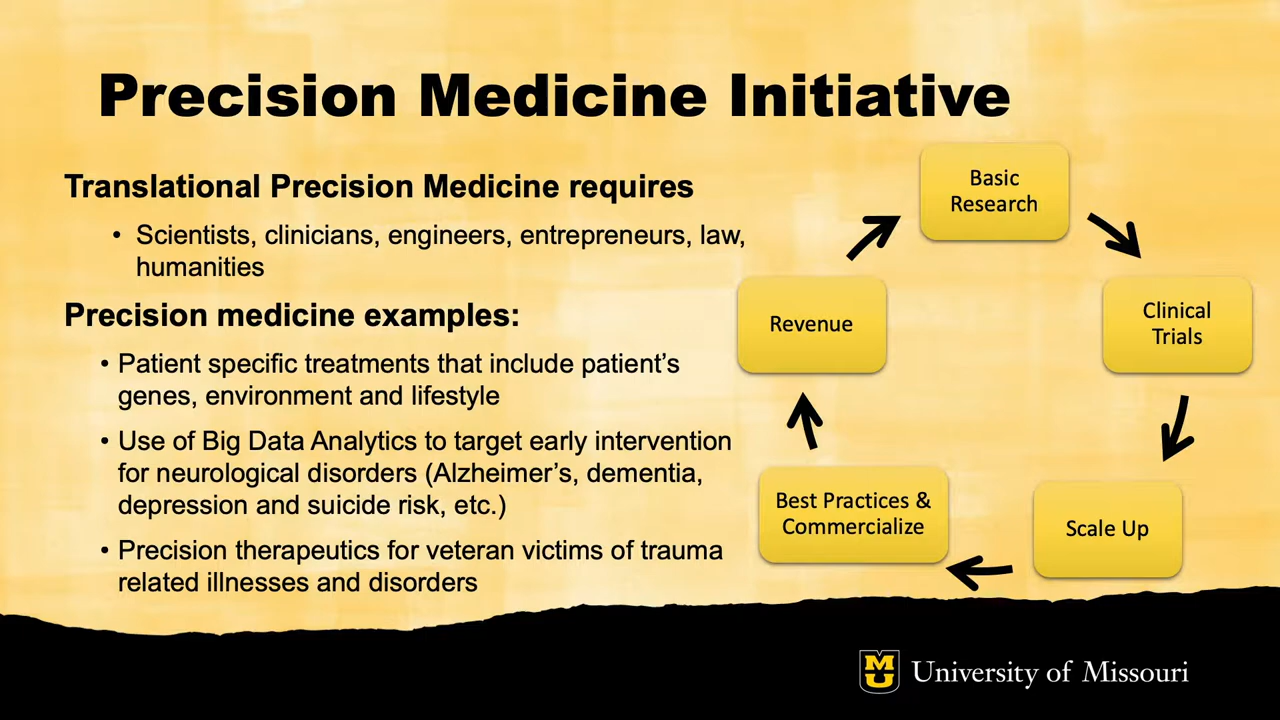 Precision Medicine Initiative
Translational Precision Medicine requires
• Scientists, clinicians, engineers, entrepreneurs, law,
humanities
Precision medicine examples:
• Patient specific treatments that include patient’s
genes, environment and lifestyle
• Use of Big Data Analytics to target early intervention
for neurological disorders (Alzheimer’s, dementia,
depression and suicide risk, etc.)
• Precision therapeutics for veteran victims of trauma
related illnesses and disorders
Basic
Research
Clinical
Trials
Scale Up
Best Practices &
Commercialize
Revenue
MU
University of Missouri